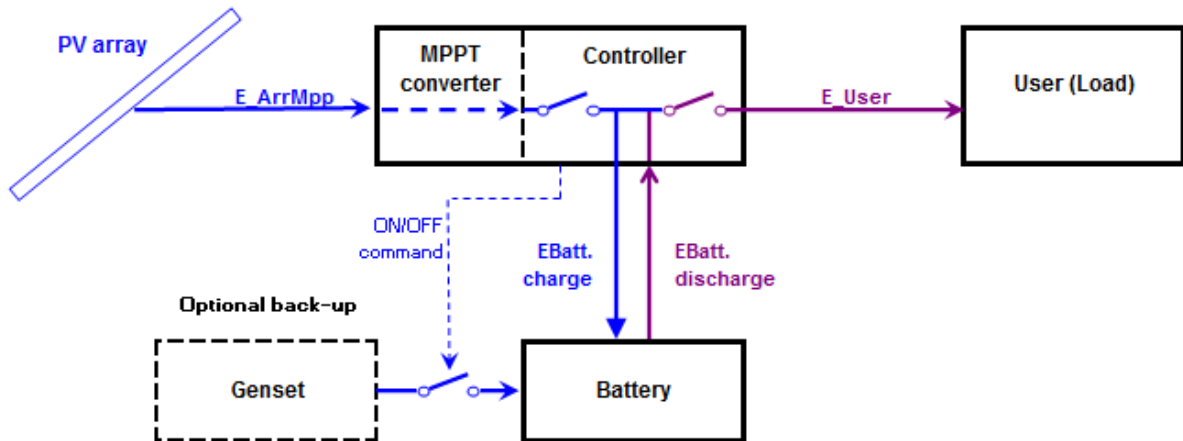 PV array
E_ArrMpp
MPPT
converter
Controller
E_User
User (Load)
ON/OFF
command
EBatt.
charge
EBatt.
discharge
Optional back-up
Genset
Battery